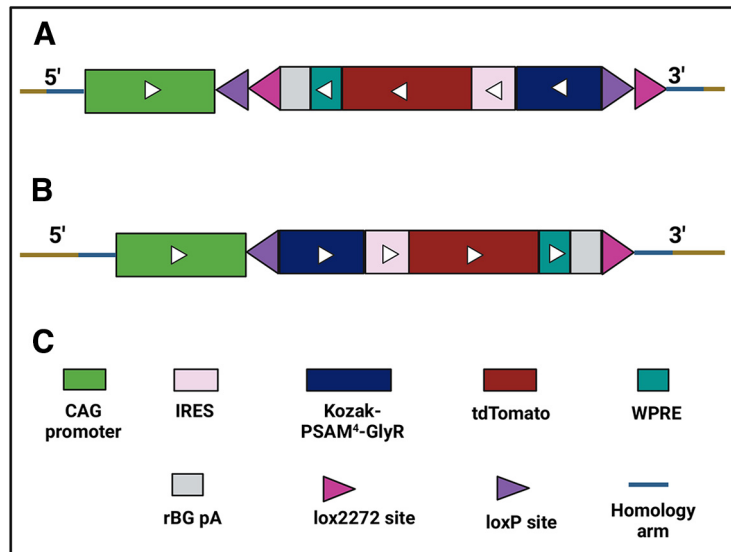 A
5'
3'
B
5'
3'
C
CAG
promoter
IRES
Kozak-
PSAM⁴-GlyR
tdTomato
WPRE
rBG pA
lox2272 site
loxP site
Homology
arm